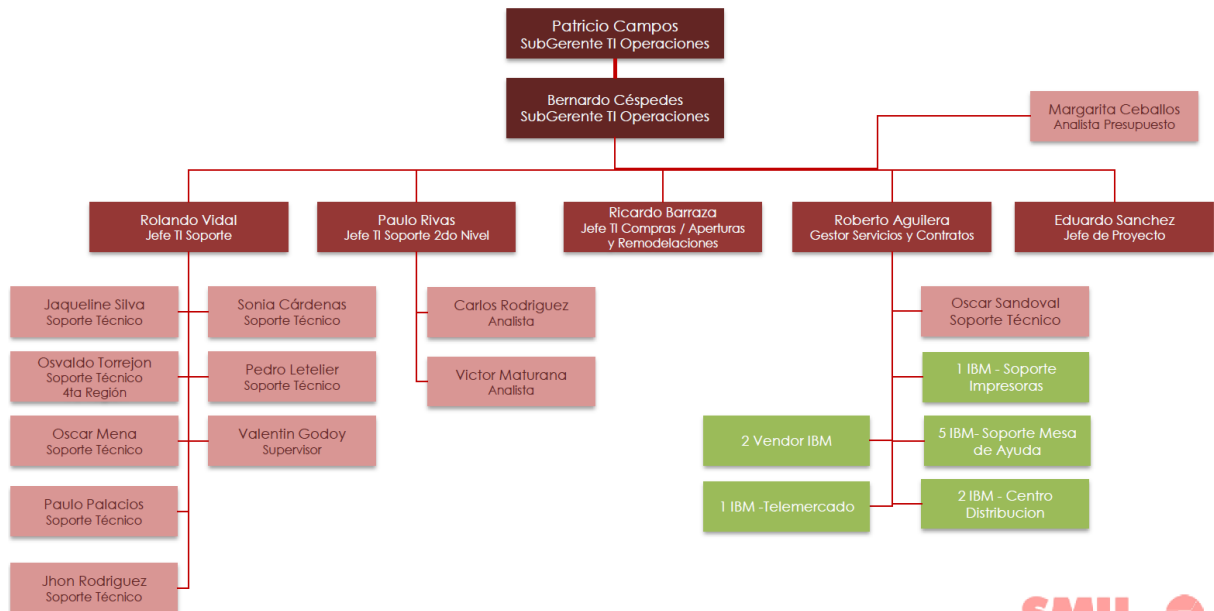 Patricio Campos
SubGerente TI Operaciones
Bernardo Céspedes
SubGerente TI Operaciones
Margarita Ceballos
Analista Presupuesto
Rolando Vidal
Jefe TI Soporte
Paulo Rivas
Jefe TI Soporte 2do Nivel
Ricardo Barraza
Jefe TI Compras / Aperturas
y Remodelaciones
Roberto Aguilera
Gestor Servicios y Contratos
Eduardo Sanchez
Jefe de Proyecto
Jaqueline Silva
Soporte Técnico
Sonia Cárdenas
Soporte Técnico
Osvaldo Torrejon
Soporte Técnico
4ta Región
Pedro Letelier
Soporte Técnico
Oscar Mena
Soporte Técnico
Valentin Godoy
Supervisor
Paulo Palacios
Soporte Técnico
Jhon Rodriguez
Soporte Técnico
Carlos Rodriguez
Analista
Victor Maturana
Analista
Oscar Sandoval
Soporte Técnico
1 IBM - Soporte
Impresoras
2 Vendor IBM
5 IBM- Soporte Mesa
de Ayuda
1 IBM -Telemercado
2 IBM - Centro
Distribucion